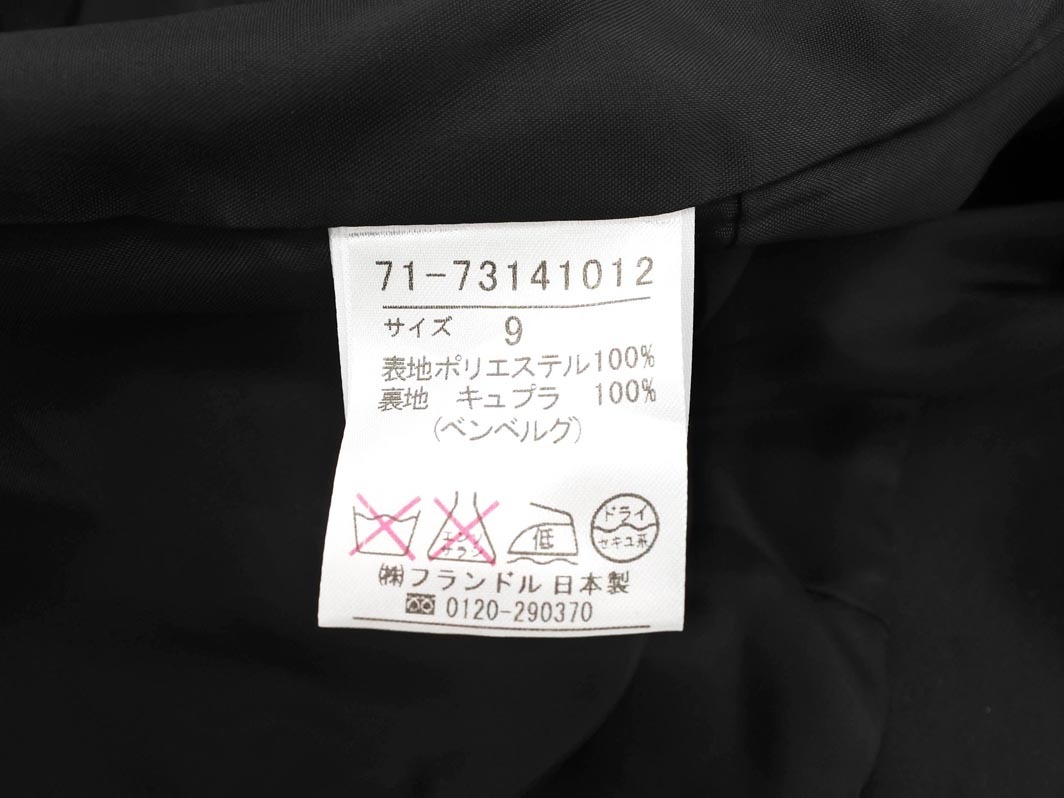 71-73141012
サイズ 9
表地ポリエステル100%
裏地 キュプラ 100%
(ベンベルグ)
エンソ
サラシ
低
ドライ
セキユ系
㈱フランドル 日本製
0120-290370